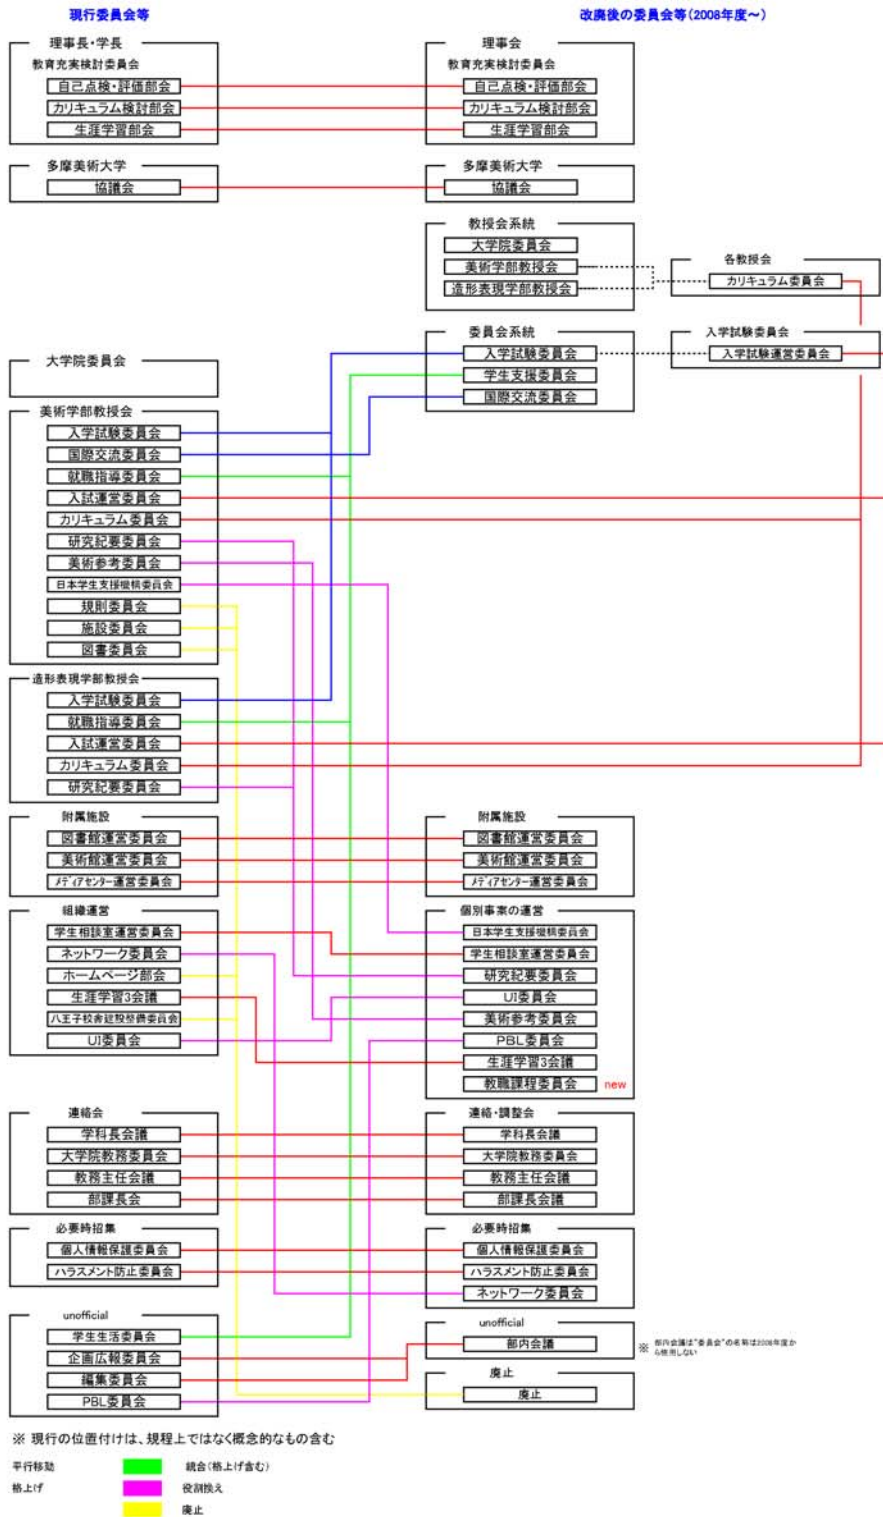 現行委員会等
改廃後の委員会等(2008年度～)
理事長・学長
教育充実検討委員会
自己点検・評価部会
カリキュラム検討部会
生涯学習部会
理事会
教育充実検討委員会
自己点検・評価部会
カリキュラム検討部会
生涯学習部会
多摩美術大学
協議会
多摩美術大学
協議会
教授会系統
大学院委員会
美術学部教授会
造形表現学部教授会
各教授会
カリキュラム委員会
委員会系統
入学試験委員会
学生支援委員会
国際交流委員会
入学試験委員会
入学試験運営委員会
大学院委員会
美術学部教授会
入学試験委員会
国際交流委員会
就職指導委員会
入試運営委員会
カリキュラム委員会
研究紀要委員会
美術参考委員会
日本学生支援機構委員会
規則委員会
施設委員会
図書委員会
造形表現学部教授会
入学試験委員会
就職指導委員会
入試運営委員会
カリキュラム委員会
研究紀要委員会
附属施設
図書館運営委員会
美術館運営委員会
メディアセンター運営委員会
附属施設
図書館運営委員会
美術館運営委員会
メディアセンター運営委員会
組織運営
学生相談室運営委員会
ネットワーク委員会
ホームページ部会
生涯学習3会議
八王子校舎建設整備委員会
UI委員会
個別事案の運営
日本学生支援機構委員会
学生相談室運営委員会
研究紀要委員会
UI委員会
美術参考委員会
PBL委員会
生涯学習3会議
教職課程委員会 new
連絡会
学科長会議
大学院教務委員会
教務主任会議
部課長会
連絡・調整会
学科長会議
大学院教務委員会
教務主任会議
部課長会議
必要時招集
個人情報保護委員会
ハラスメント防止委員会
必要時招集
個人情報保護委員会
ハラスメント防止委員会
ネットワーク委員会
unofficial
学生生活委員会
企画広報委員会
編集委員会
PBL委員会
unofficial
部内会議
※ 部内会議は"委員会"の名称は2008年度か
ら使用しない
廃止
廃止
※ 現行の位置付けは、規程上ではなく概念的なもの含む
平行移動
統合(格上げ含む)
格上げ
役割換え
廃止